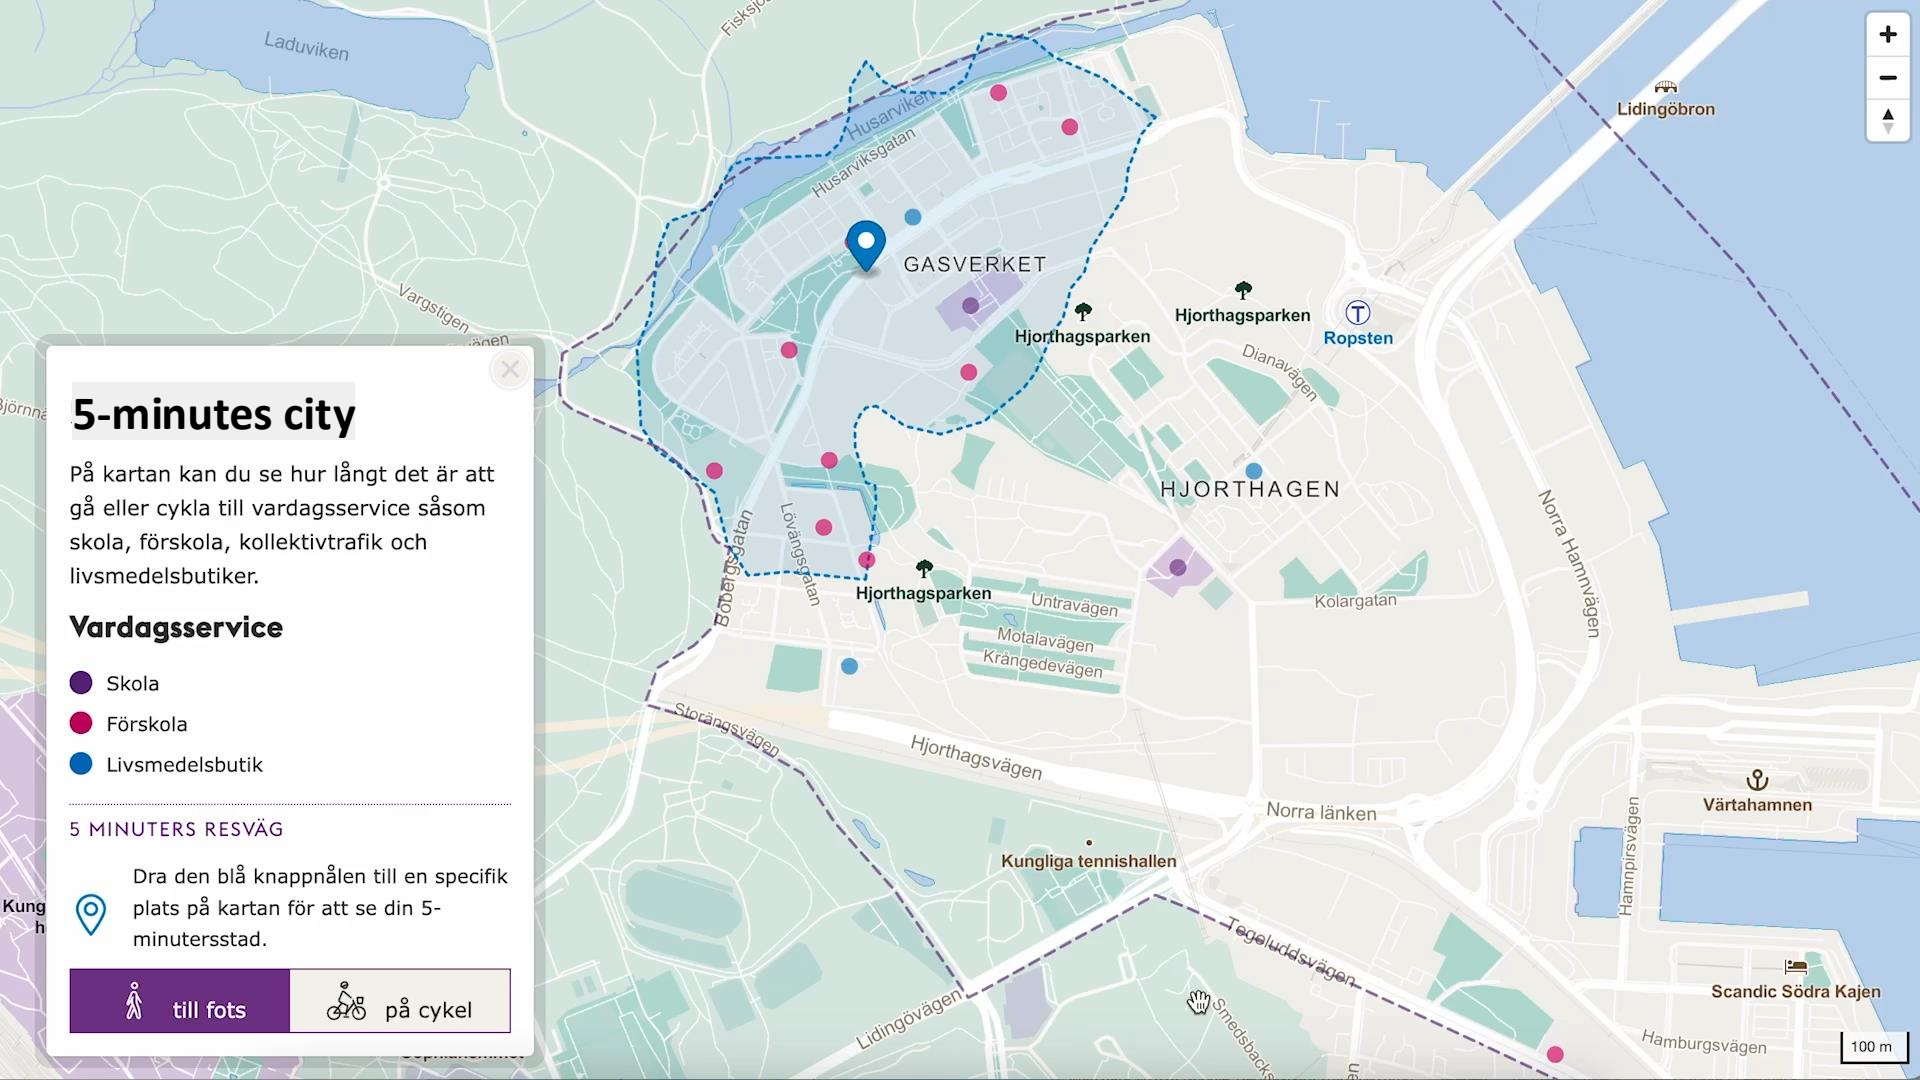 Laduviken
Husarviken
Husarviksgatan
Lidingöbron
Vargstigen
GASVERKET
Hjorthagsparken
Hjorthagsparken
Ropsten
Dianavägen
HJORTHAGEN
Norra Hamnvägen
Bobergsgatan
Lövängsgatan
Hjorthagsparken
Untravägen
Motalavägen
Krångedevägen
Kolargatan
Storängsvägen
Hjorthagsvägen
Norra länken
Värtahamnen
Kungliga tennishallen
Hamnpirsvägen
Tegeluddsvägen
Scandic Södra Kajen
Lidingövägen
Hamburgsvägen
100 m
5-minutes city
På kartan kan du se hur långt det är att
gå eller cykla till vardagsservice såsom
skola, förskola, kollektivtrafik och
livsmedelsbutiker.
Vardagsservice
Skola
Förskola
Livsmedelsbutik
5 MINUTERS RESVÄG
Dra den blå knappnålen till en specifik
plats på kartan för att se din 5-
minutersstad.
till fots
på cykel